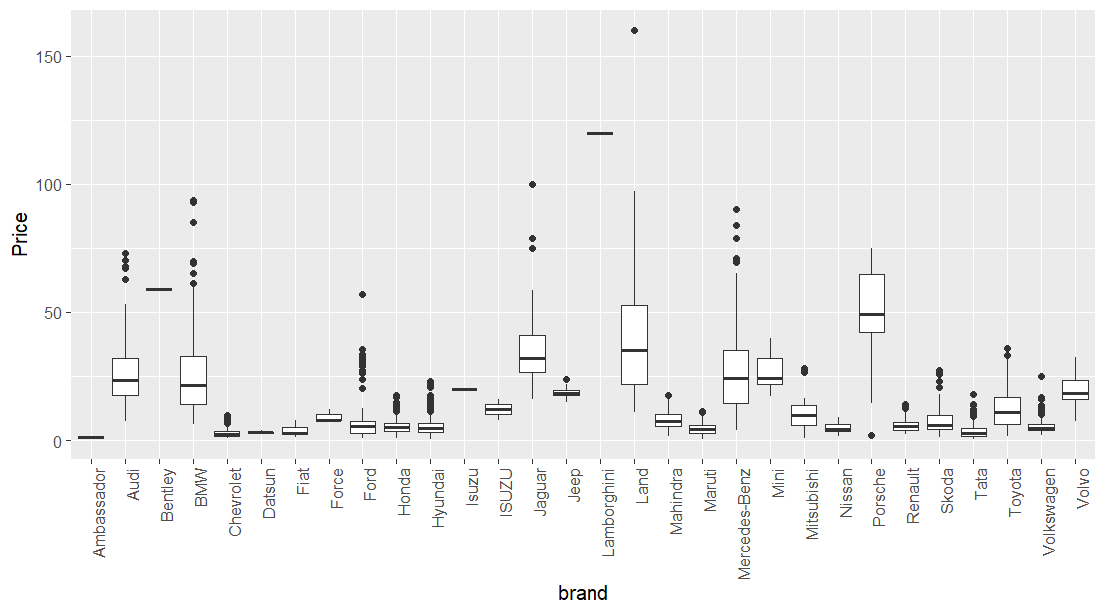 Price
150
100
50
0
Ambassador
Audi
Bentley
BMW
Chevrolet
Datsun
Fiat
Force
Ford
Honda
Hyundai
Isuzu
ISUZU
Jaguar
Jeep
Lamborghini
Land
Mahindra
Maruti
Mercedes-Benz
Mini
Mitsubishi
Nissan
Porsche
Renault
Skoda
Tata
Toyota
Volkswagen
Volvo
brand